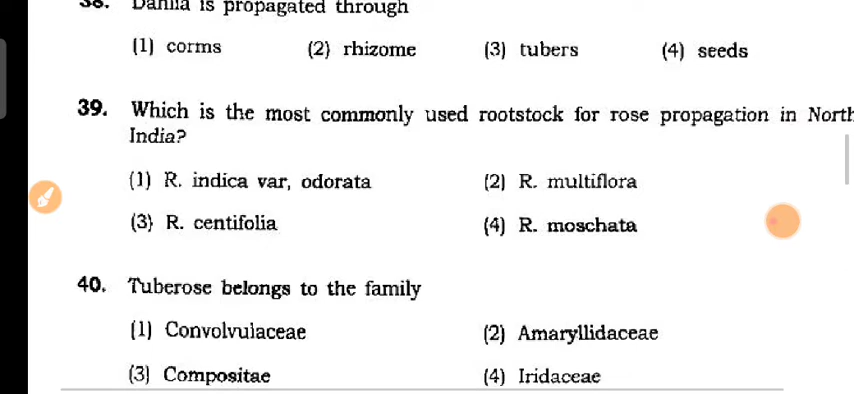 38. Dahlia is propagated through
(1) corms (2) rhizome (3) tubers (4) seeds
39. Which is the most commonly used rootstock for rose propagation in North
India?
(1) R. indica var, odorata (2) R. multiflora
(3) R. centifolia (4) R. moschata
40. Tuberose belongs to the family
(1) Convolvulaceae (2) Amaryllidaceae
(3) Compositae (4) Iridaceae